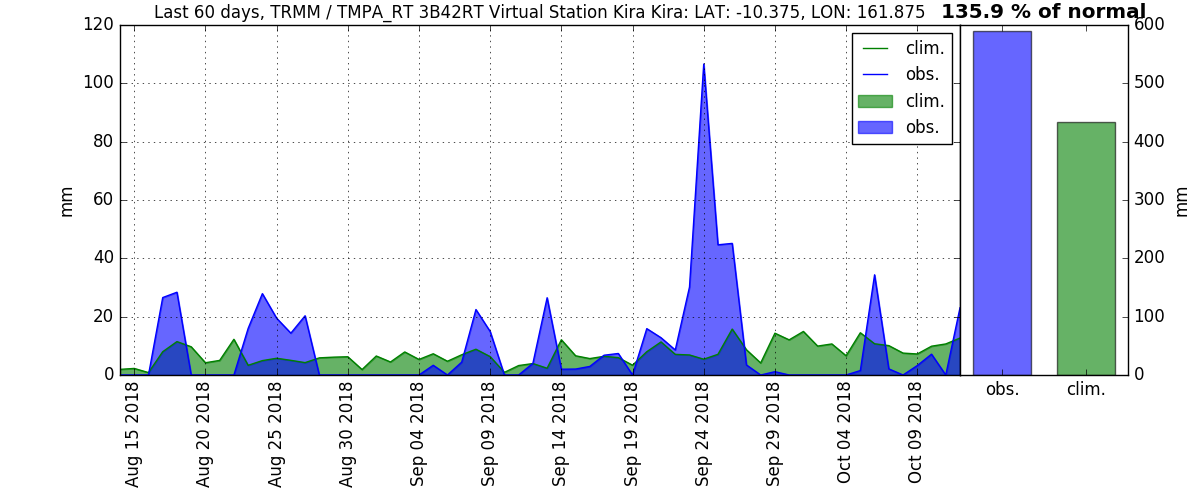 Last 60 days, TRMM / TMPA_RT 3B42RT Virtual Station Kira Kira: LAT: -10.375, LON: 161.875 135.9 % of normal
120
100
80
60
40
20
0
mm
clim.
obs.
clim.
obs.
Aug 15 2018
Aug 20 2018
Aug 25 2018
Aug 30 2018
Sep 04 2018
Sep 09 2018
Sep 14 2018
Sep 19 2018
Sep 24 2018
Sep 29 2018
Oct 04 2018
Oct 09 2018
600
500
400
300
200
100
0
mm
obs.
clim.